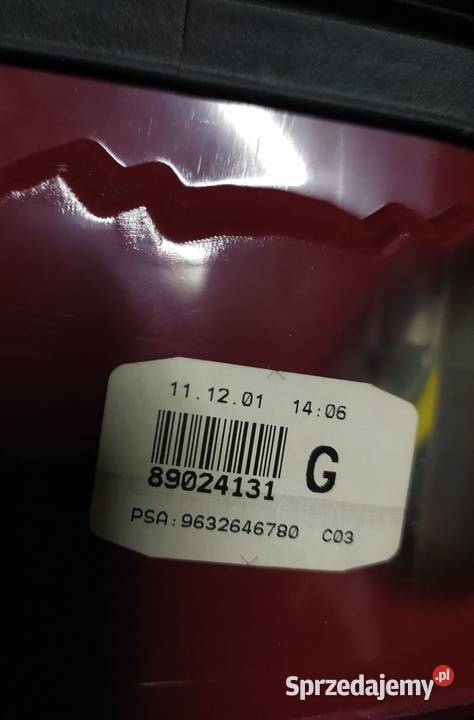 11.12.01 14:06
89024131 G
PSA:9632646780 C03
Sprzedajemy.pl